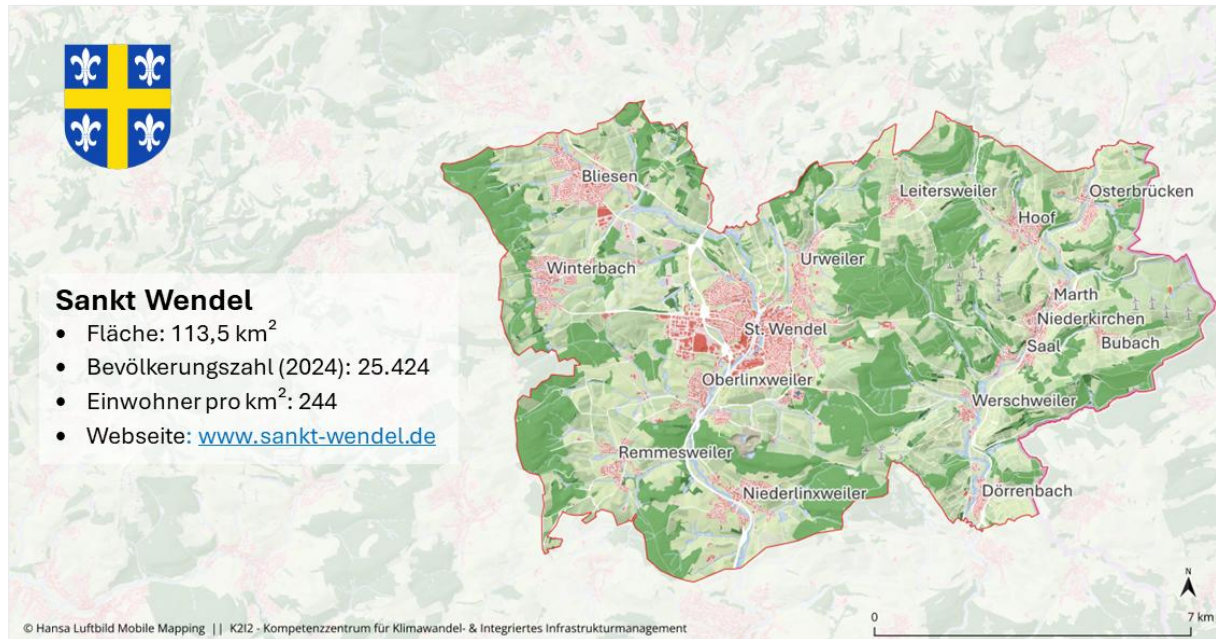 Sankt Wendel
• Fläche: 113,5 km²
• Bevölkerungszahl (2024): 25.424
• Einwohner pro km²: 244
• Webseite: www.sankt-wendel.de
Bliesen
Leitersweiler
Osterbrücken
Hoof
Urweiler
Winterbach
Marth
Niederkirchen
St. Wendel
Bubach
Saal
Oberlinxweiler
Werschweiler
Remmesweiler
Niederlinxweiler
Dörrenbach
N
0 7 km
© Hansa Luftbild Mobile Mapping || K2I2 - Kompetenzzentrum für Klimawandel- & Integriertes Infrastrukturmanagement